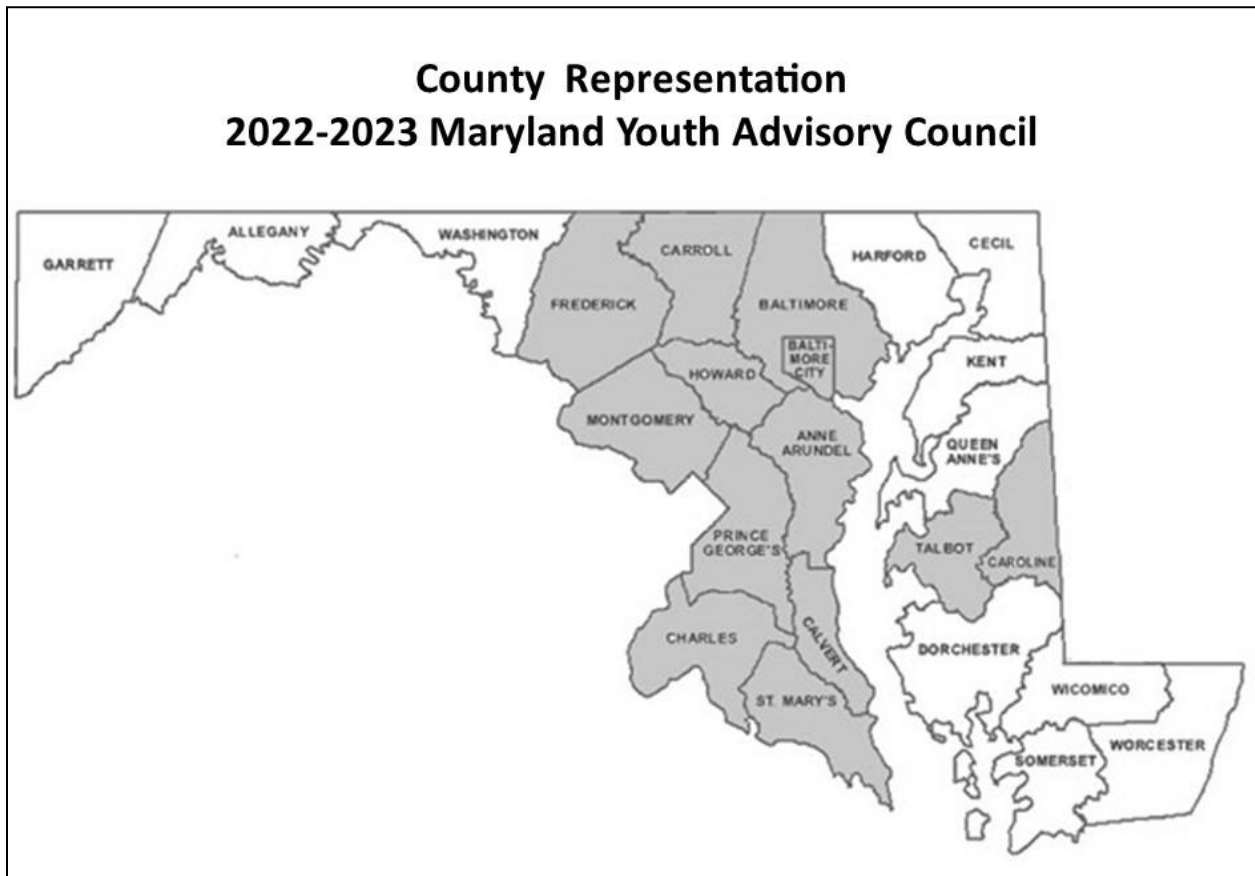 County Representation
2022-2023 Maryland Youth Advisory Council
GARRETT
ALLEGANY
WASHINGTON
FREDERICK
CARROLL
BALTIMORE
BALTI-
MORE
CITY
HARFORD
CECIL
KENT
QUEEN
ANNE'S
HOWARD
MONTGOMERY
ANNE
ARUNDEL
PRINCE
GEORGE'S
TALBOT
CAROLINE
CHARLES
CALVERT
ST. MARY'S
DORCHESTER
WICOMICO
WORCESTER
SOMERSET